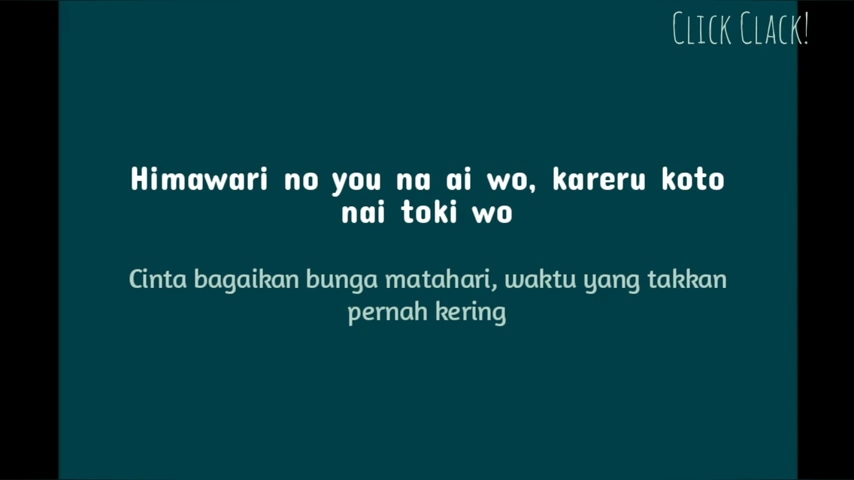 CLICK CLACK!
Himawari no you na ai wo, kareru koto
nai toki wo
Cinta bagaikan bunga matahari, waktu yang takkan
pernah kering